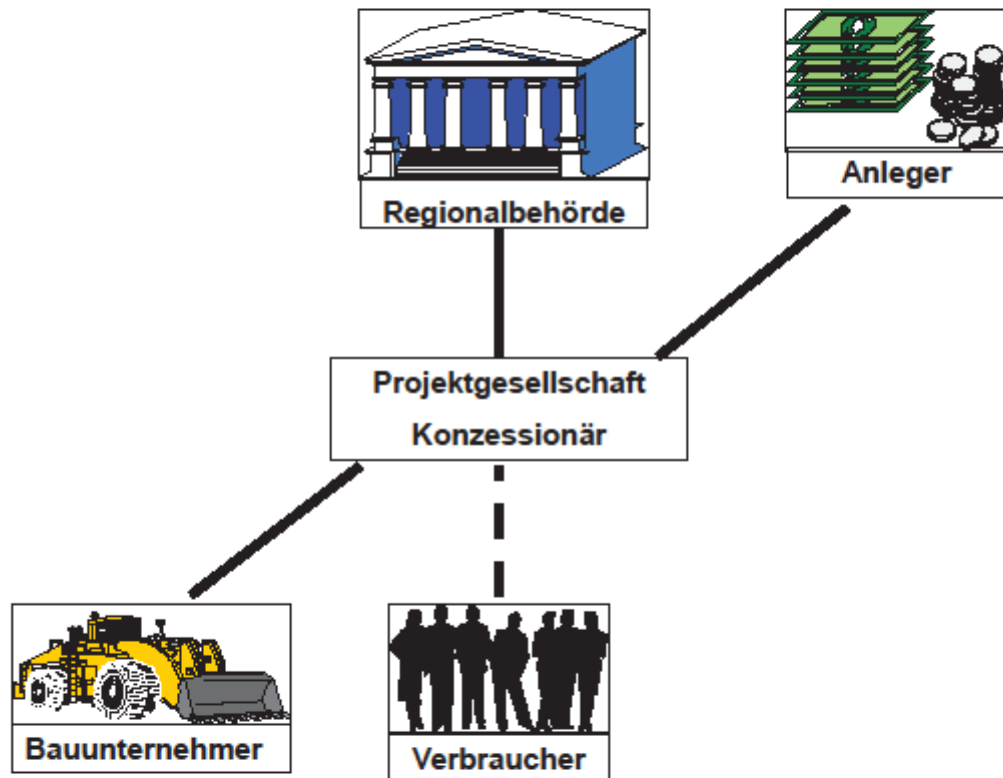 Regionalbehörde
Anleger
Projektgesellschaft
Konzessionär
Bauunternehmer
Verbraucher